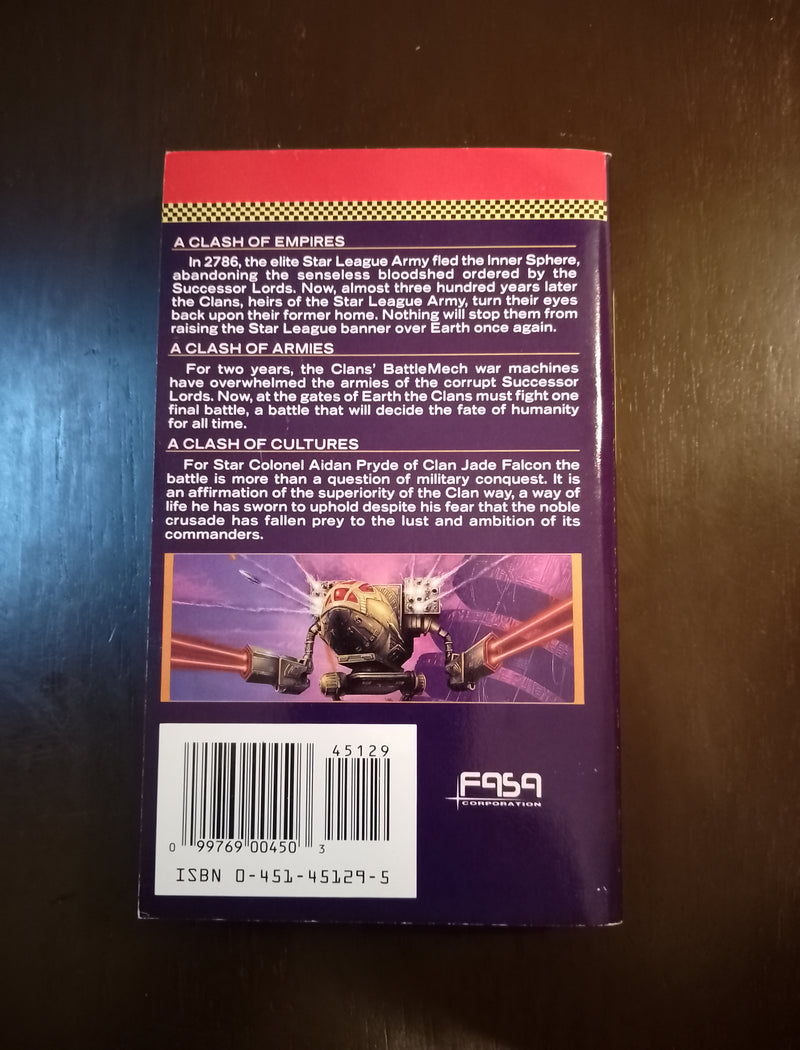 A CLASH OF EMPIRES
In 2786, the elite Star League Army fled the Inner Sphere,
abandoning the senseless bloodshed ordered by the
Successor Lords. Now, almost three hundred years later
the Clans, heirs of the Star League Army, turn their eyes
back upon their former home. Nothing will stop them from
raising the Star League banner over Earth once again.
A CLASH OF ARMIES
For two years, the Clans' BattleMech war machines
have overwhelmed the armies of the corrupt Successor
Lords. Now, at the gates of Earth the Clans must fight one
final battle, a battle that will decide the fate of humanity
for all time.
A CLASH OF CULTURES
For Star Colonel Aidan Pryde of Clan Jade Falcon the
battle is more than a question of military conquest. It is
an affirmation of the superiority of the Clan way, a way of
life he has sworn to uphold despite his fear that the noble
crusade has fallen prey to the lust and ambition of its
commanders.
45129
0 99769 00450 3
ISBN 0-451-45129-5
FASA
CORPORATION